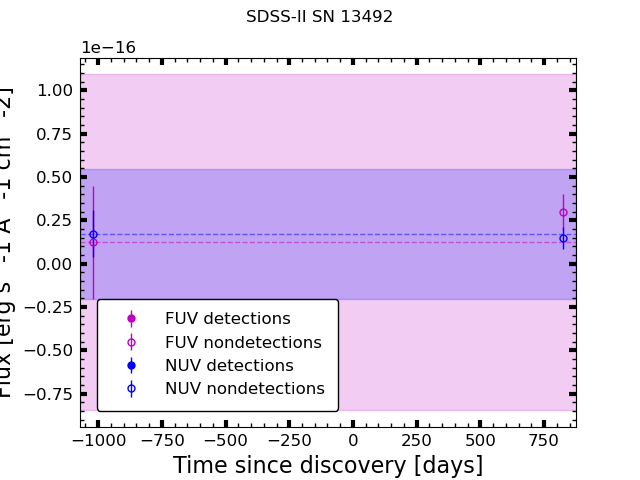 SDSS-II SN 13492
1e−16
1.00
0.75
0.50
0.25
0.00
−0.25
−0.50
−0.75
Flux [erg s -1 A -1 cm -2]
FUV detections
FUV nondetections
NUV detections
NUV nondetections
−1000 −750 −500 −250 0 250 500 750
Time since discovery [days]